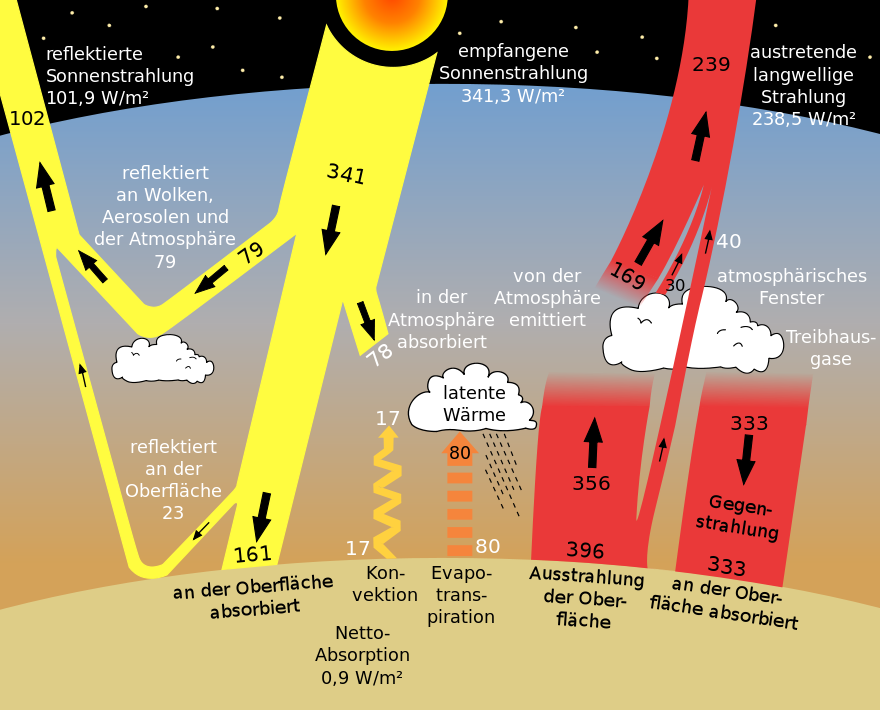 reflektierte
Sonnenstrahlung
101,9 W/m²
102
empfangene
Sonnenstrahlung
341,3 W/m²
239
austretende
langwellige
Strahlung
238,5 W/m²
341
reflektiert
an Wolken,
Aerosolen und
der Atmosphäre
79
79
in der
Atmosphäre
absorbiert
78
von der
Atmosphäre
emittiert
169
30
40
atmosphärisches
Fenster
Treibhaus-
gase
latente
Wärme
17
80
333
356
Gegen-
strahlung
reflektiert
an der
Oberfläche
23
161
17
80
396
333
an der Oberfläche
absorbiert
Kon-
vektion
Evapo-
trans-
piration
Ausstrahlung
der Ober-
fläche
an der Ober-
fläche absorbiert
Netto-
Absorption
0,9 W/m²